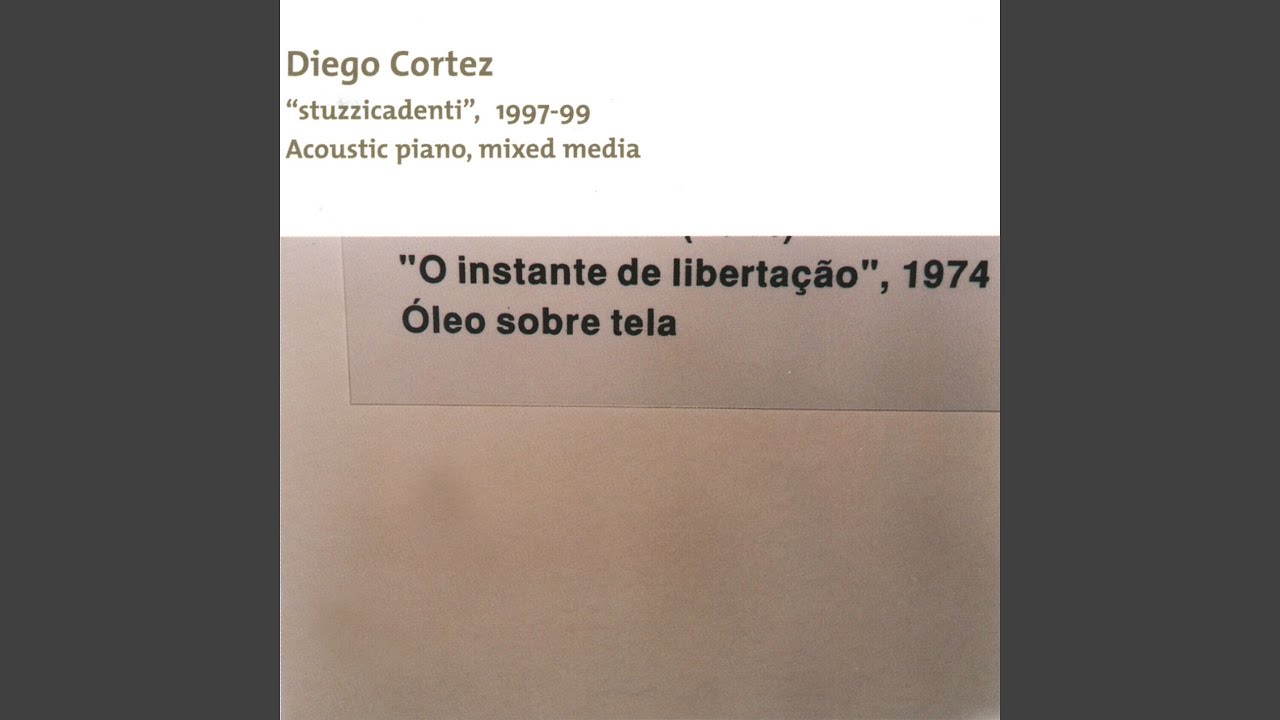 Diego Cortez
“stuzzicadenti”, 1997-99
Acoustic piano, mixed media
"O instante de libertação", 1974
Óleo sobre tela